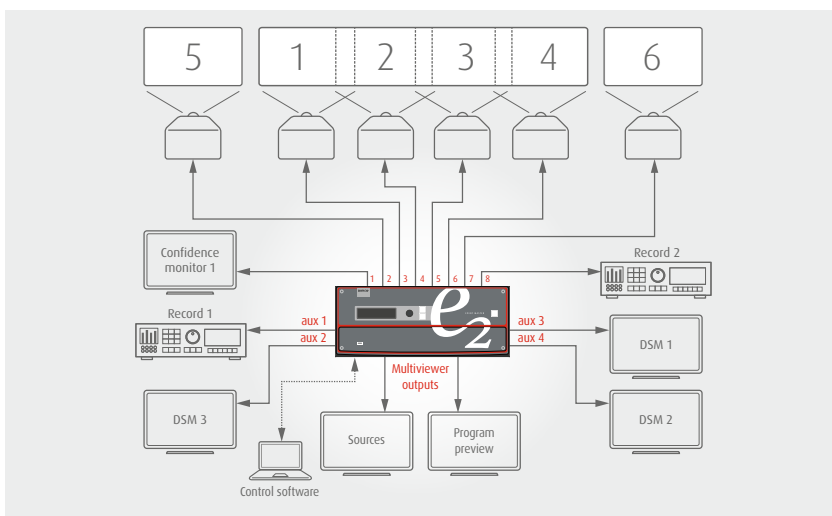 5
1
2
3
4
6
Confidence
monitor 1
1 2 3 4 5 6 7 8
Record 2
Record 1
aux 1
aux 2
e2
aux 3
aux 4
DSM 1
Multiviewer
outputs
DSM 3
Sources
Program
preview
DSM 2
Control software